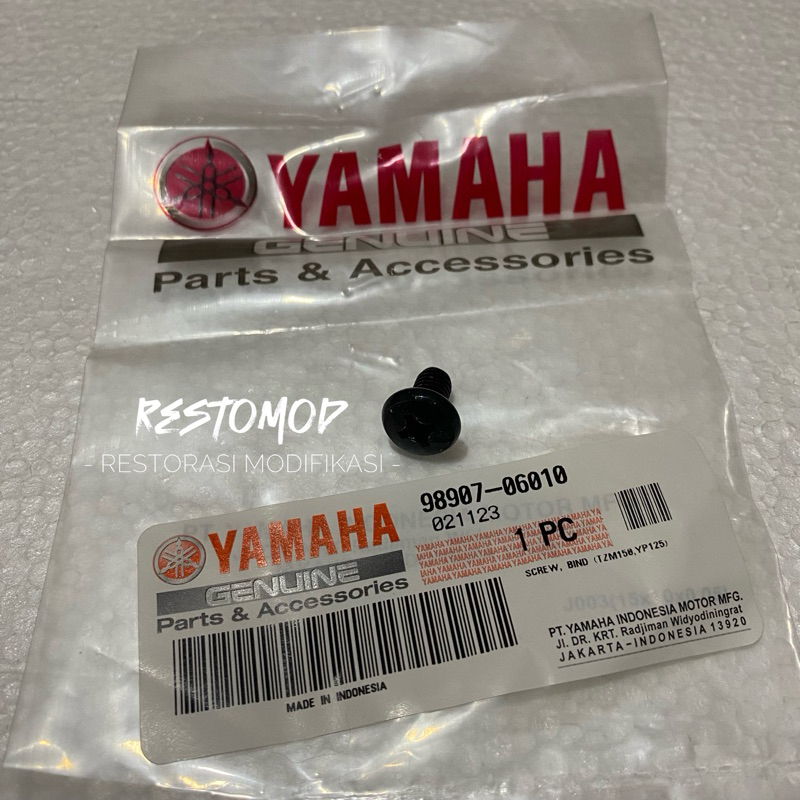 YAMAHA
GENUINE
Parts & Accessories
RESTOMOD
- RESTORASI MODIFIKASI -
98907-06010
021123
1 PC
SCREW, BIND (TZM150,YP125)
YAMAHA
GENUINE
Parts & Accessories
MADE IN INDONESIA
PT. YAMAHA INDONESIA MOTOR MFG.
Jl. DR. KRT. Radjiman Widyodiningrat
JAKARTA-INDONESIA 13920